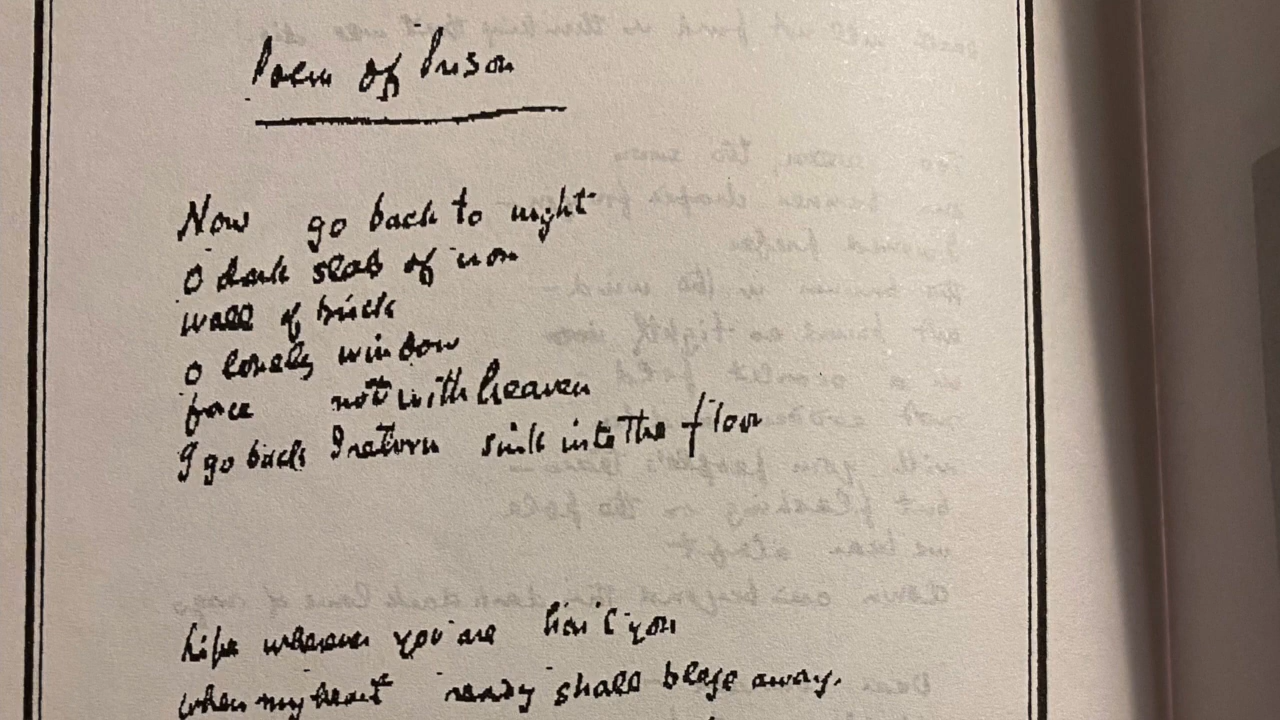 Poem of Prison
Now go back to night
O dark slab of iron
wall of brick
O lonely window
face not with heaven
I go back I return sink into the floor
Life wherever you are you
when my heart ready shall blaze away.